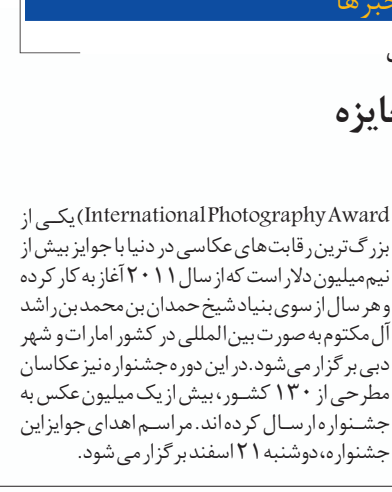 خبرها
جایزه
International Photography Award) یکی از
بزرگ‌ترین رقابت‌های عکاسی در دنیا با جوایز بیش از
نیم میلیون دلار است که از سال ۲۰۱۱ آغاز به کار کرده
و هر سال از سوی بنیاد شیخ حمدان بن محمد بن راشد
آل مکتوم به صورت بین‌المللی در کشور امارات و شهر
دبی برگزار می‌شود. در این دوره جشنواره نیز عکاسان
مطرحی از ۱۳۰ کشور، بیش از یک میلیون عکس به
جشنواره ارسال کرده‌اند. مراسم اهدای جوایز این
جشنواره، دوشنبه ۲۱ اسفند برگزار می شود.